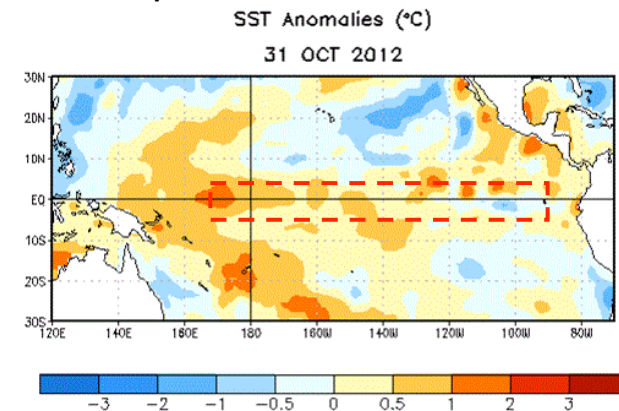 SST Anomalies (°C)
31 OCT 2012
30N
20N
10N
EQ
10S
20S
30S
120E 140E 160E 180 160W 140W 120W 100W 80W
-3 -2 -1 -0.5 0 0.5 1 2 3